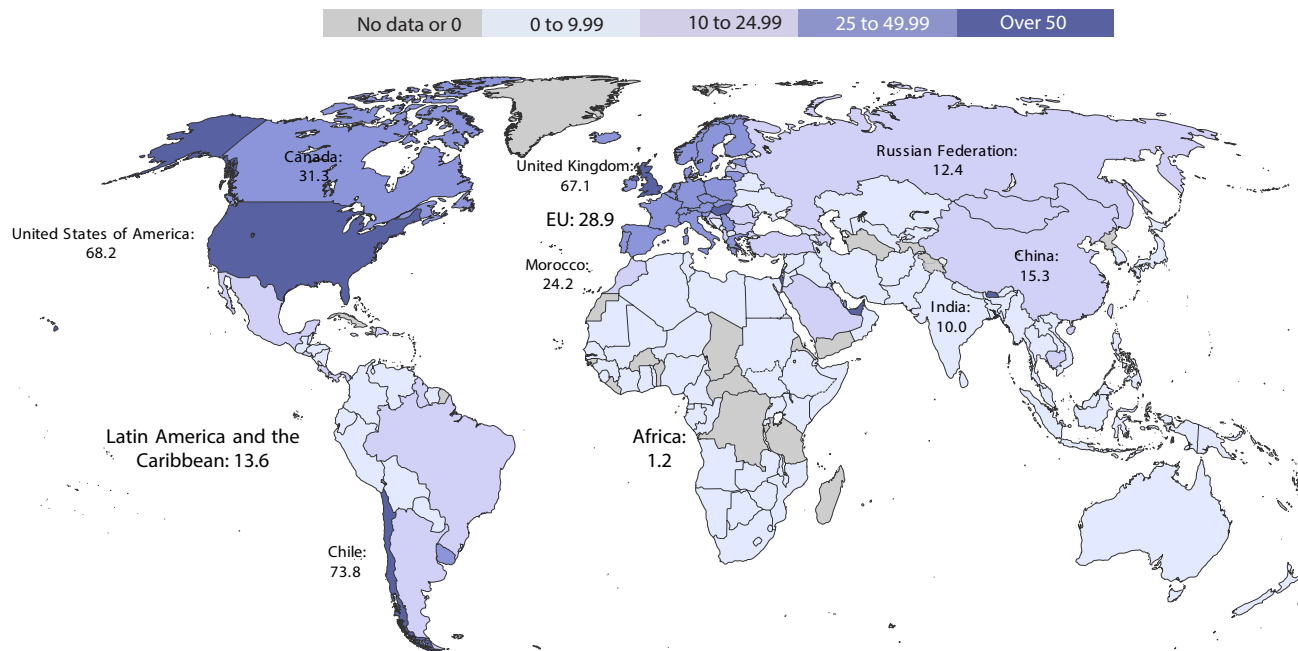 No data or 0 0 to 9.99 10 to 24.99 25 to 49.99 Over 50
Canada:
31.3
United Kingdom:
67.1
Russian Federation:
12.4
EU: 28.9
United States of America:
68.2
Morocco:
24.2
China:
15.3
India:
10.0
Latin America and the
Caribbean: 13.6
Africa:
1.2
Chile:
73.8